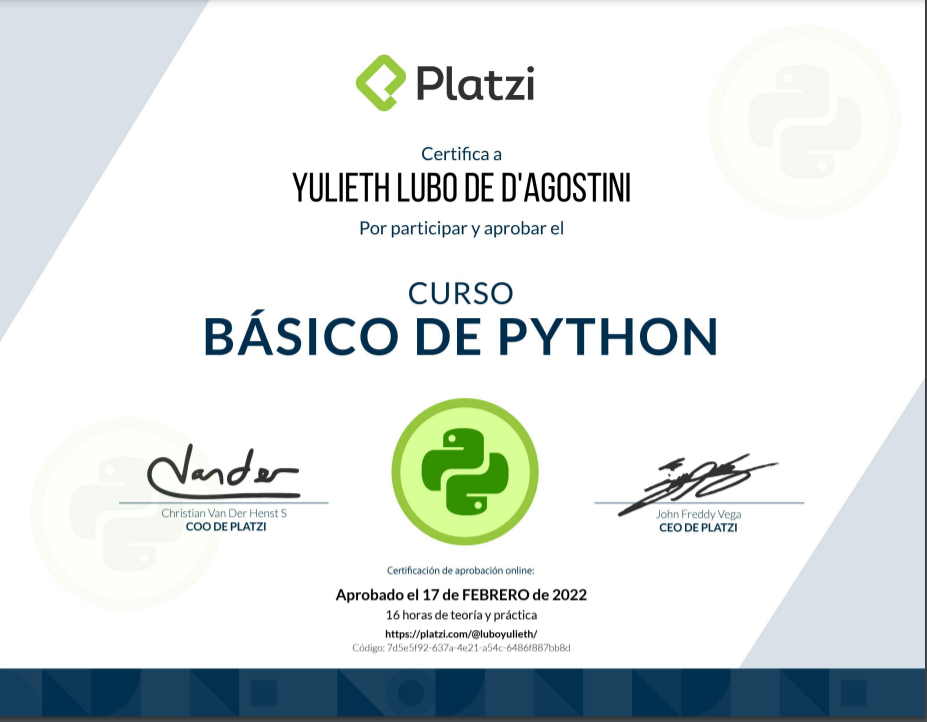 Platzi
Certifica a
YULIETH LUBO DE D'AGOSTINI
Por participar y aprobar el
CURSO
BÁSICO DE PYTHON
Vander
Christian Van Der Henst S
COO DE PLATZI
John Freddy Vega
CEO DE PLATZI
Certificación de aprobación online:
Aprobado el 17 de FEBRERO de 2022
16 horas de teoría y práctica
https://platzi.com/@luboyulieth/
Código: 7d5e5f92-637a-4e21-a54c-6486f887bb8d